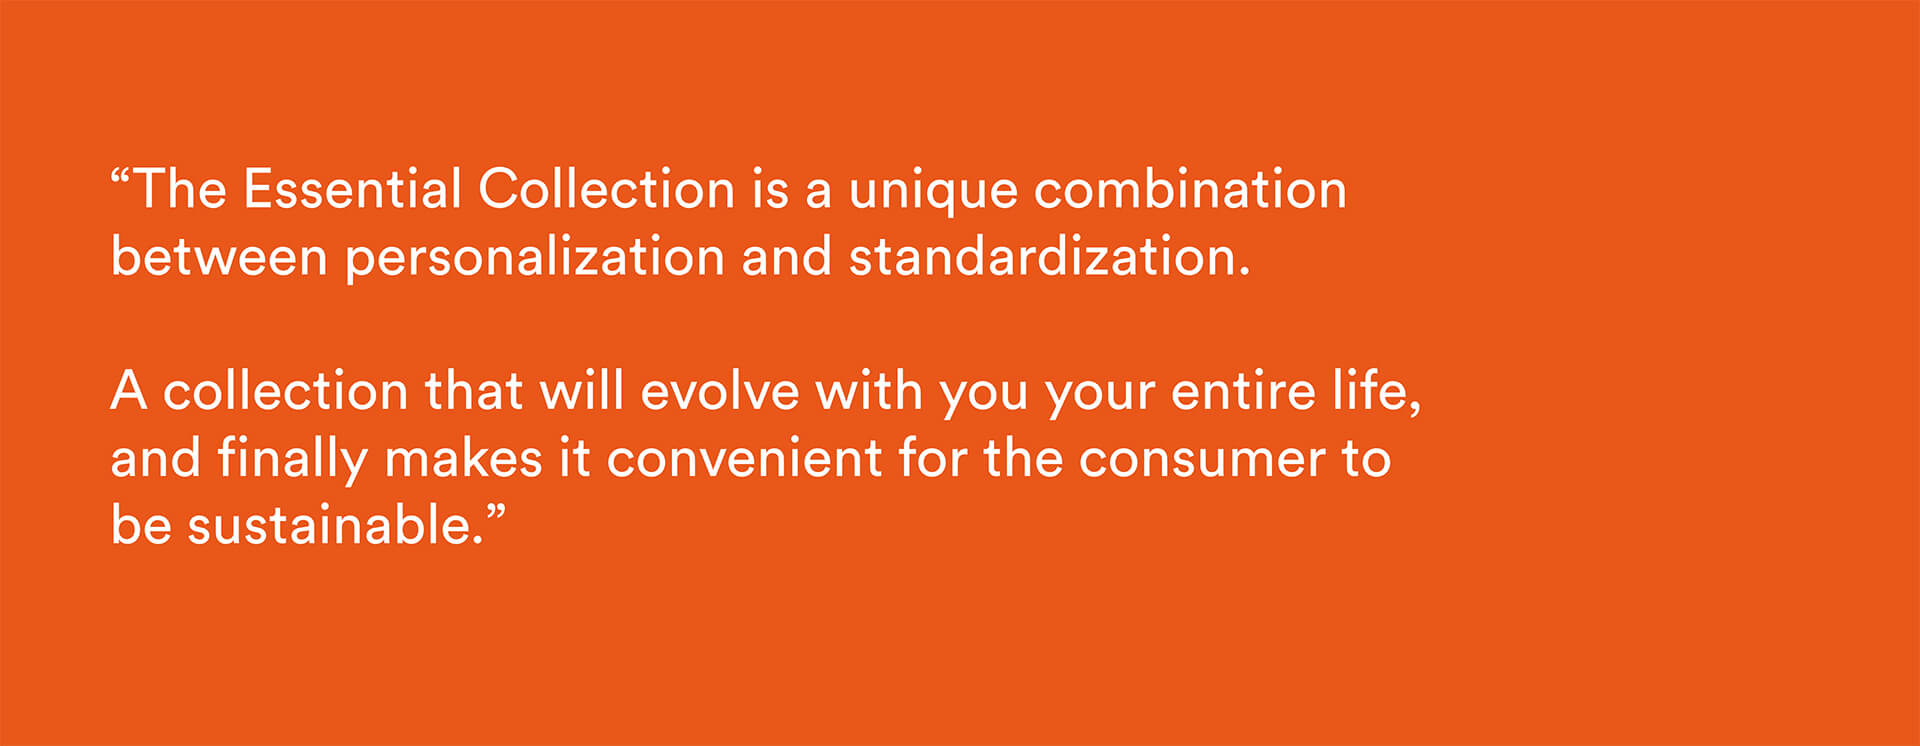 “The Essential Collection is a unique combination
between personalization and standardization.
A collection that will evolve with you your entire life,
and finally makes it convenient for the consumer to
be sustainable.”